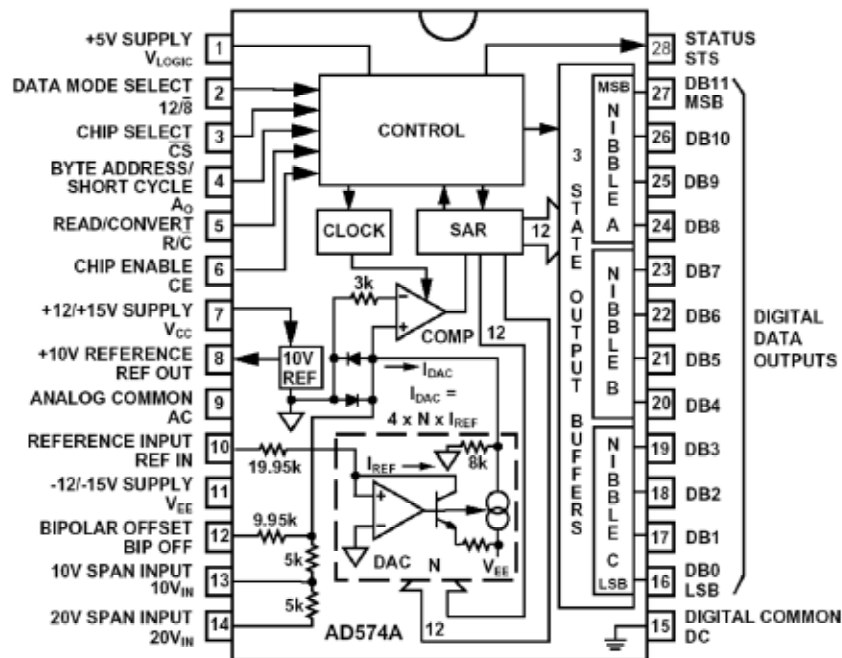 +5V SUPPLY
VLOGIC
1
DATA MODE SELECT
12/8̅
2
CHIP SELECT
C̅S̅
3
BYTE ADDRESS/
SHORT CYCLE
AO
4
READ/CONVERT
R/C̅
5
CHIP ENABLE
CE
6
+12/+15V SUPPLY
VCC
7
+10V REFERENCE
REF OUT
8
ANALOG COMMON
AC
9
REFERENCE INPUT
REF IN
10
-12/-15V SUPPLY
VEE
11
BIPOLAR OFFSET
BIP OFF
12
10V SPAN INPUT
10VIN
13
20V SPAN INPUT
20VIN
14
CONTROL
CLOCK
SAR
12
3k
COMP
12
10V
REF
IDAC
IDAC =
4 x N x IREF
19.95k
IREF
8k
9.95k
5k
5k
DAC
N
VEE
AD574A
12
3 STATE OUTPUT BUFFERS
MSB
NIBBLE A
NIBBLE B
NIBBLE C
LSB
28
STATUS
STS
27
DB11
MSB
26
DB10
25
DB9
24
DB8
23
DB7
22
DB6
21
DB5
20
DB4
19
DB3
18
DB2
17
DB1
16
DB0
LSB
15
DIGITAL COMMON
DC
DIGITAL
DATA
OUTPUTS